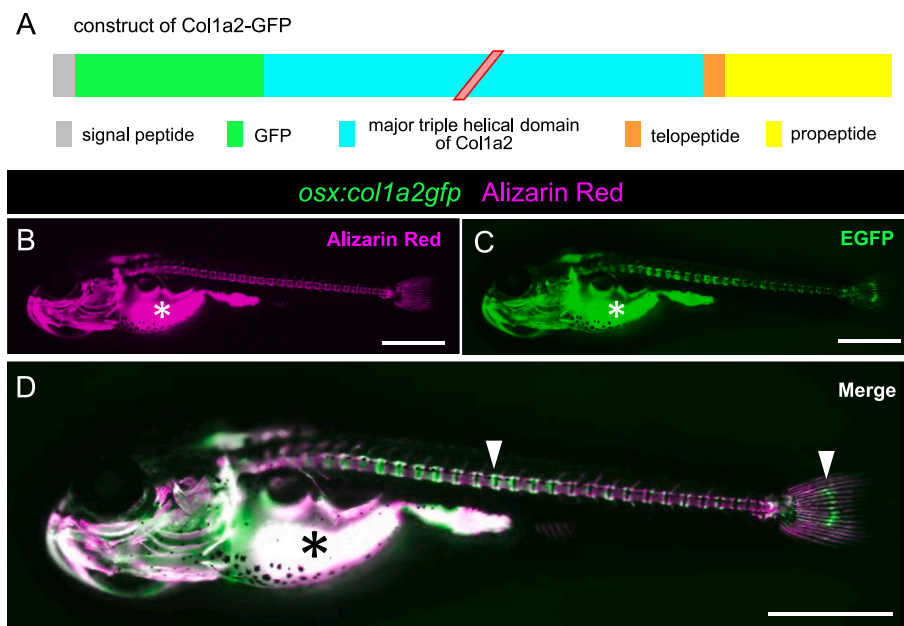 A
construct of Col1a2-GFP
signal peptide
GFP
major triple helical domain
of Col1a2
telopeptide
propeptide
osx:col1a2gfp Alizarin Red
B
Alizarin Red
*
C
EGFP
*
D
Merge
*